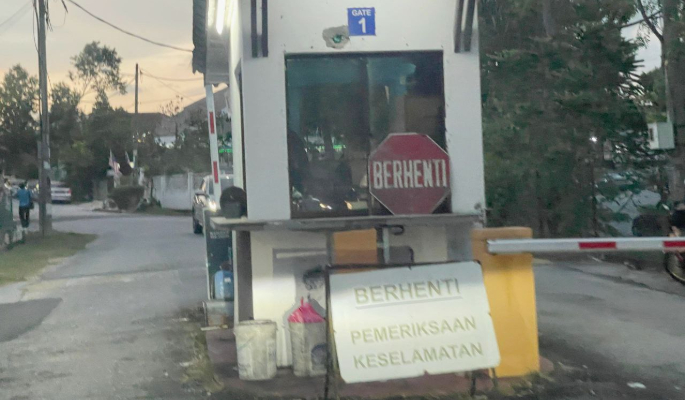 GATE
1
BERHENTI
BERHENTI
PEMERIKSAAN
KESELAMATAN